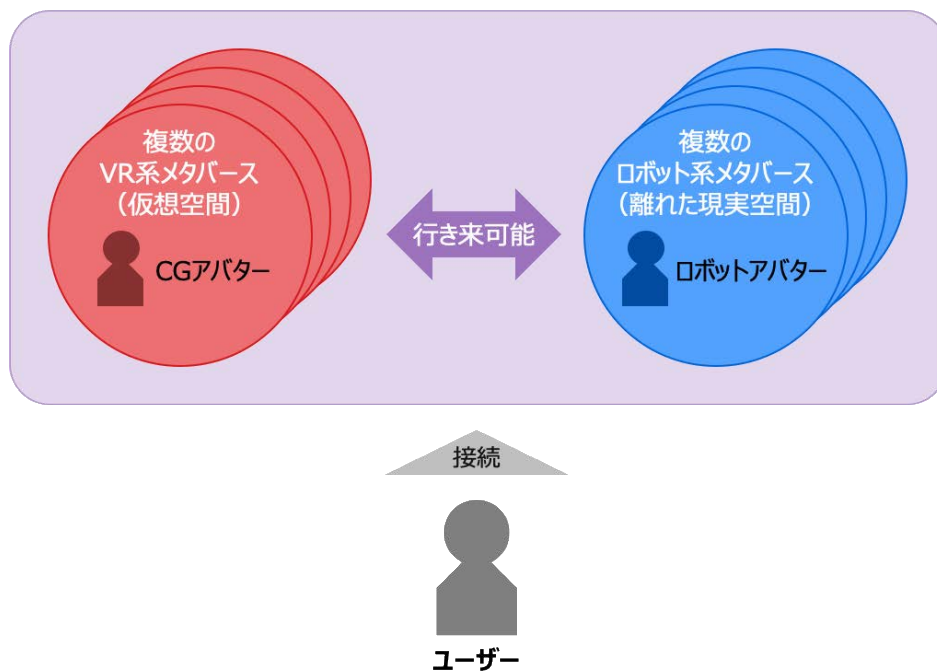 複数の
VR系メタバース
（仮想空間）
CGアバター
行き来可能
複数の
ロボット系メタバース
（離れた現実空間）
ロボットアバター
接続
ユーザー